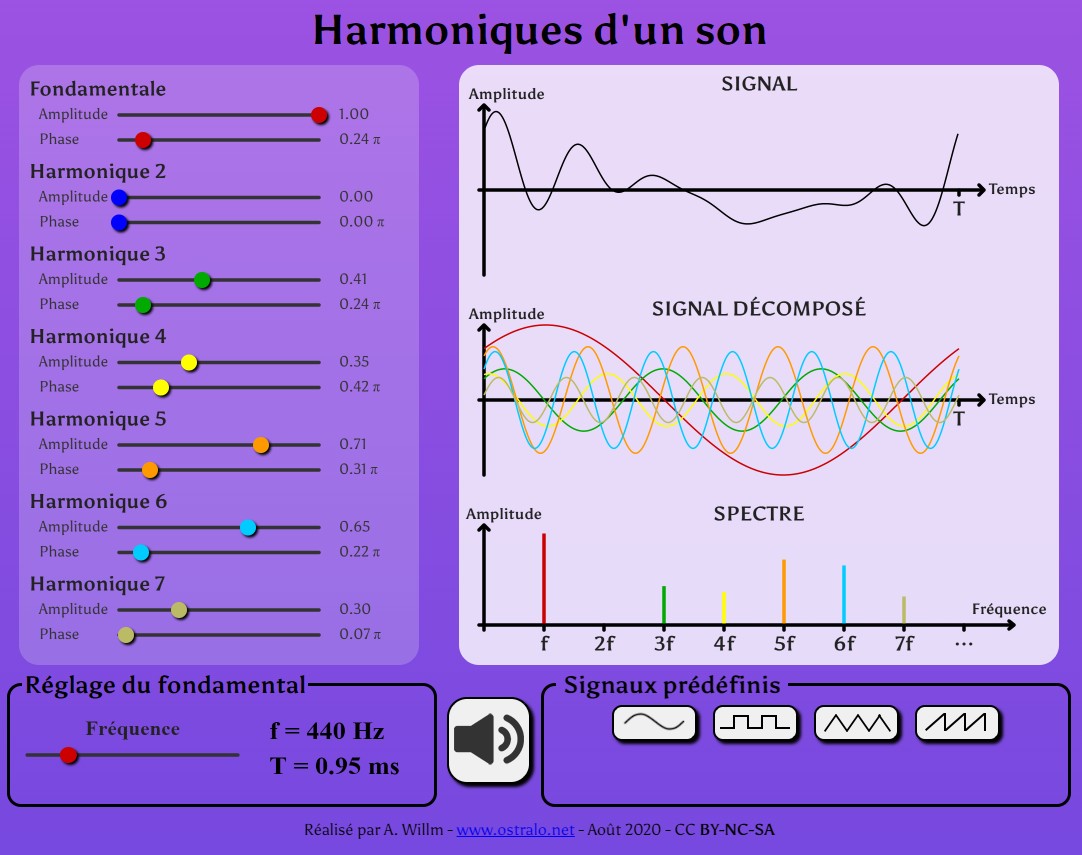 Harmoniques d'un son
Fondamentale
Amplitude 1.00
Phase 0.24 π
Harmonique 2
Amplitude 0.00
Phase 0.00 π
Harmonique 3
Amplitude 0.41
Phase 0.24 π
Harmonique 4
Amplitude 0.35
Phase 0.42 π
Harmonique 5
Amplitude 0.71
Phase 0.31 π
Harmonique 6
Amplitude 0.65
Phase 0.22 π
Harmonique 7
Amplitude 0.30
Phase 0.07 π
SIGNAL
Amplitude
Temps
T
SIGNAL DÉCOMPOSÉ
Amplitude
Temps
T
SPECTRE
Amplitude
Fréquence
f 2f 3f 4f 5f 6f 7f ...
Réglage du fondamental
Fréquence
f = 440 Hz
T = 0.95 ms
Signaux prédéfinis
Réalisé par A. Willm - www.ostralo.net - Août 2020 - CC BY-NC-SA